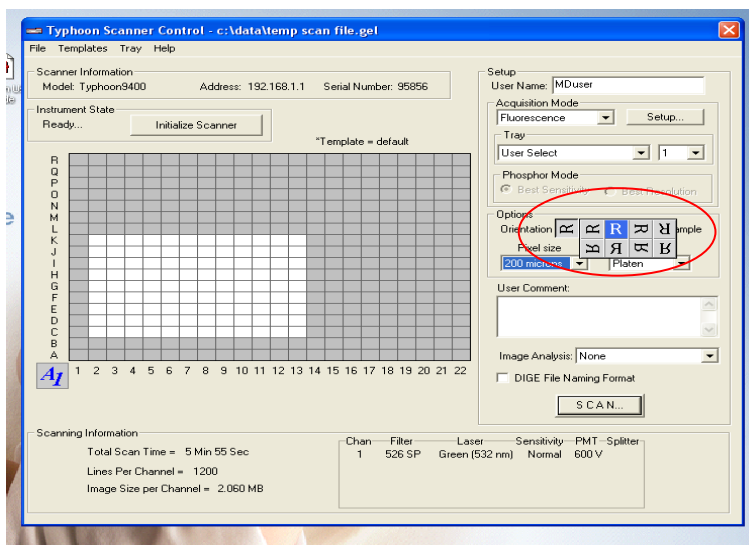 Typhoon Scanner Control - c:\data\temp scan file.gel
File Templates Tray Help
Scanner Information
Model: Typhoon9400 Address: 192.168.1.1 Serial Number: 95856
Instrument State
Ready... Initialize Scanner
*Template = default
R
Q
P
O
N
M
L
K
J
I
H
G
F
E
D
C
B
A
A1 1 2 3 4 5 6 7 8 9 10 11 12 13 14 15 16 17 18 19 20 21 22
Setup
User Name: MDuser
Acquisition Mode
Fluorescence Setup...
Tray
User Select 1
Phosphor Mode
Best Sensitivity Best Resolution
Options
Orientation R R R R R ample
R R R R
Pixel size
200 microns Platen
User Comment:
Image Analysis: None
DIGE File Naming Format
SCAN...
Scanning Information
Total Scan Time = 5 Min 55 Sec
Lines Per Channel = 1200
Image Size per Channel = 2.060 MB
Chan Filter Laser Sensitivity PMT Splitter
1 526 SP Green (532 nm) Normal 600 V